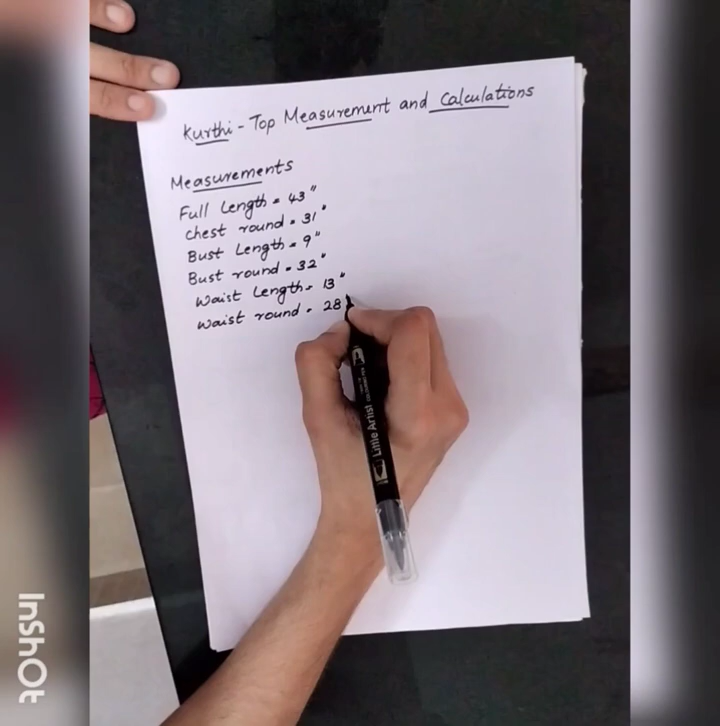 Kurthi - Top Measurement and Calculations
Measurements
Full Length = 43"
Chest round = 31"
Bust Length = 9"
Bust round = 32"
Waist Length = 13"
Waist round = 28
Little Artist
InShOt